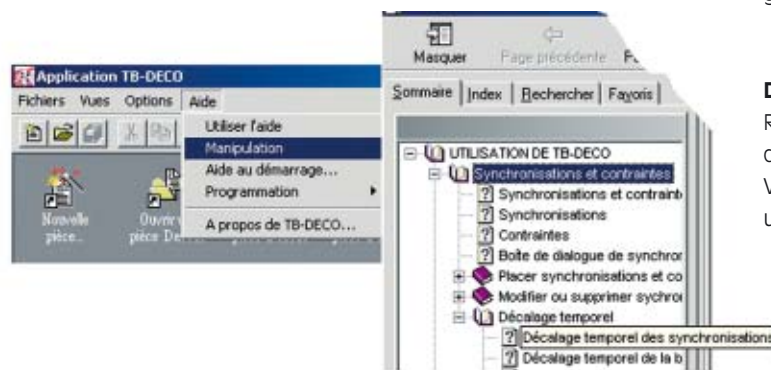 Application TB-DECO
Fichiers Vues Options Aide
Utiliser l'aide
Manipulation
Aide au démarrage...
Programmation
A propos de TB-DECO...
Nouvelle pièce...
Ouvrir
pièce De
Masquer Page précédente
Sommaire Index Rechercher Favoris
UTILISATION DE TB-DECO
Synchronisations et contraintes
Synchronisations et contraint
Synchronisations
Contraintes
Boîte de dialogue de synchror
Placer synchronisations et co
Modifier ou supprimer sychror
Décalage temporel
Décalage temporel des synchronisations
Décalage temporel de la b
D
R
V
u